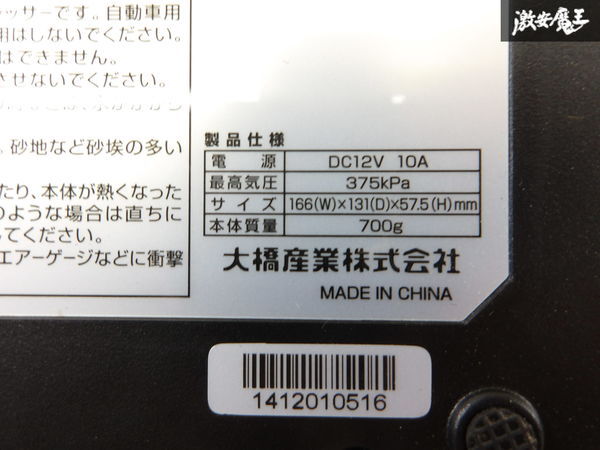 激安魔王
ッサーです。自動車用
用はしないでください。
はできません。
させないでください。
。砂地など砂埃の多い
たり、本体が熱くなった
のような場合は直ちに
してください。
エアーゲージなどに衝撃
製品仕様
電源 DC12V 10A
最高気圧 375kPa
サイズ 166(W)×131(D)×57.5(H)mm
本体質量 700g
大橋産業株式会社
MADE IN CHINA
1412010516